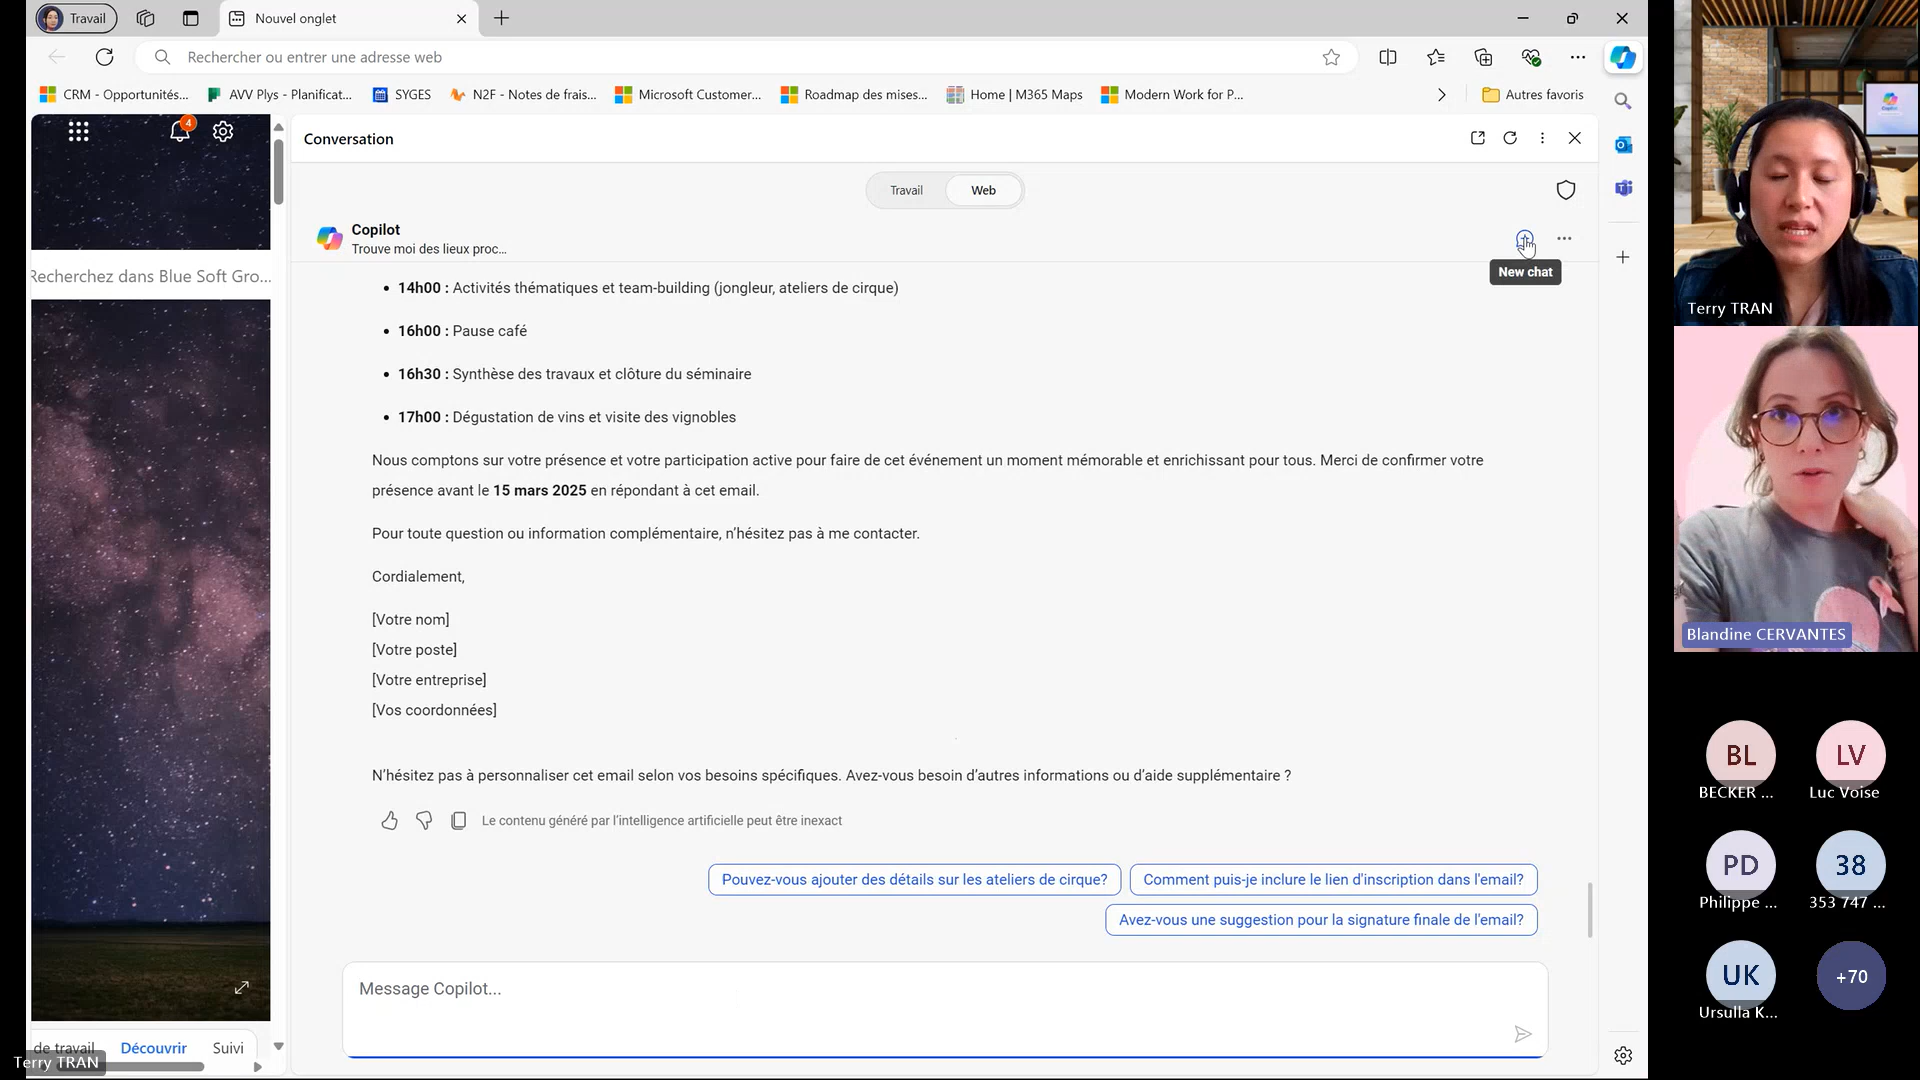 Travail
Nouvel onglet
Rechercher ou entrer une adresse web
CRM - Opportunités...
AVV Plys - Planificat...
SYGES
N2F - Notes de frais...
Microsoft Customer...
Roadmap des mises...
Home | M365 Maps
Modern Work for P...
Autres favoris
4
Recherchez dans Blue Soft Gro...
de travail
Découvrir
Suivi
Terry TRAN
Conversation
Travail
Web
Copilot
Trouve moi des lieux proc...
New chat
• 14h00 : Activités thématiques et team-building (jongleur, ateliers de cirque)
• 16h00 : Pause café
• 16h30 : Synthèse des travaux et clôture du séminaire
• 17h00 : Dégustation de vins et visite des vignobles
Nous comptons sur votre présence et votre participation active pour faire de cet événement un moment mémorable et enrichissant pour tous. Merci de confirmer votre
présence avant le 15 mars 2025 en répondant à cet email.
Pour toute question ou information complémentaire, n’hésitez pas à me contacter.
Cordialement,
[Votre nom]
[Votre poste]
[Votre entreprise]
[Vos coordonnées]
N’hésitez pas à personnaliser cet email selon vos besoins spécifiques. Avez-vous besoin d’autres informations ou d’aide supplémentaire ?
Le contenu généré par l’intelligence artificielle peut être inexact
Pouvez-vous ajouter des détails sur les ateliers de cirque?
Comment puis-je inclure le lien d'inscription dans l'email?
Avez-vous une suggestion pour la signature finale de l'email?
Message Copilot...
Terry TRAN
Blandine CERVANTES
BL
BECKER ...
LV
Luc Voise
PD
Philippe ...
38
353 747 ...
UK
Ursulla K...
+70